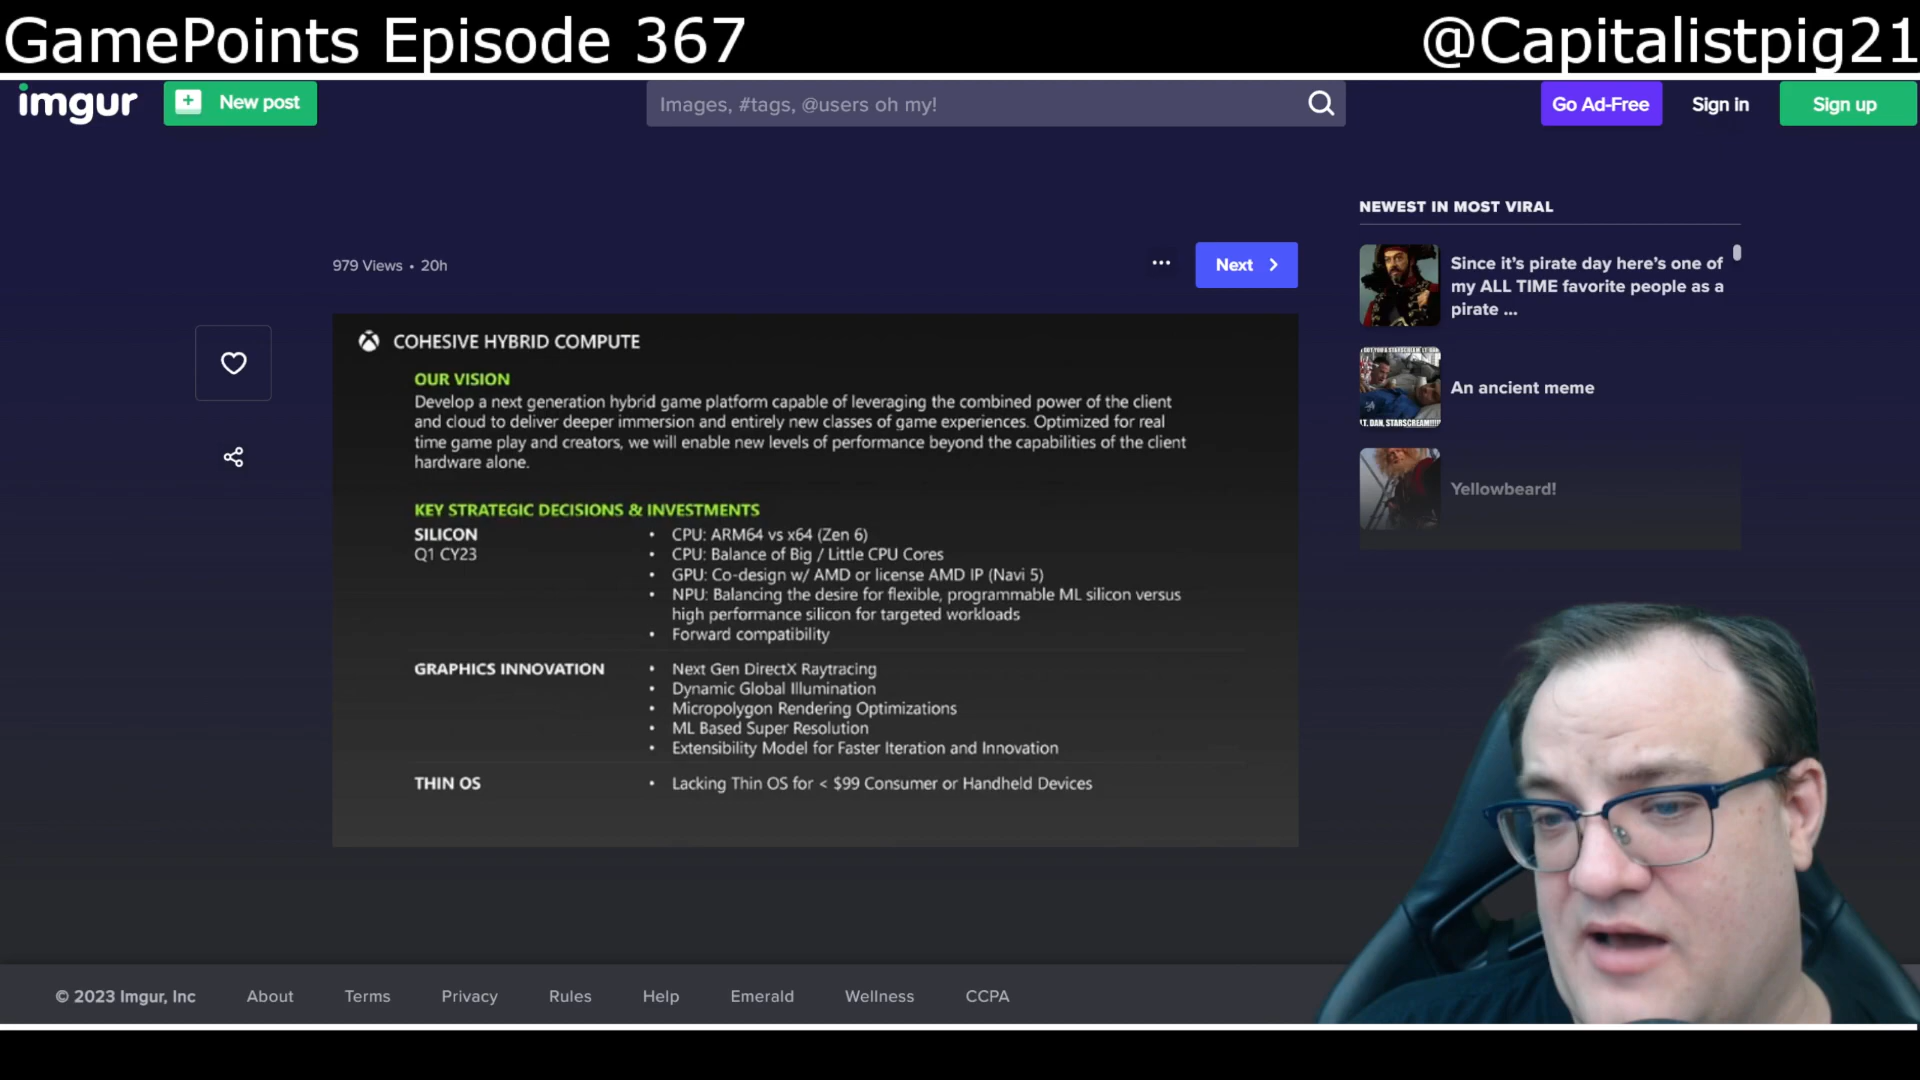 GamePoints Episode 367
@Capitalistpig21
imgur
New post
Images, #tags, @users oh my!
Go Ad-Free
Sign in
Sign up
979 Views • 20h
•••
Next
NEWEST IN MOST VIRAL
Since it's pirate day here's one of
my ALL TIME favorite people as a
pirate ...
An ancient meme
LT. DAN, STARSCREAM!!!!!
Yellowbeard!
COHESIVE HYBRID COMPUTE
OUR VISION
Develop a next generation hybrid game platform capable of leveraging the combined power of the client
and cloud to deliver deeper immersion and entirely new classes of game experiences. Optimized for real
time game play and creators, we will enable new levels of performance beyond the capabilities of the client
hardware alone.
KEY STRATEGIC DECISIONS & INVESTMENTS
SILICON
Q1 CY23
• CPU: ARM64 vs x64 (Zen 6)
• CPU: Balance of Big / Little CPU Cores
• GPU: Co-design w/ AMD or license AMD IP (Navi 5)
• NPU: Balancing the desire for flexible, programmable ML silicon versus
high performance silicon for targeted workloads
• Forward compatibility
GRAPHICS INNOVATION
• Next Gen DirectX Raytracing
• Dynamic Global Illumination
• Micropolygon Rendering Optimizations
• ML Based Super Resolution
• Extensibility Model for Faster Iteration and Innovation
THIN OS
• Lacking Thin OS for < $99 Consumer or Handheld Devices
© 2023 Imgur, Inc
About
Terms
Privacy
Rules
Help
Emerald
Wellness
CCPA